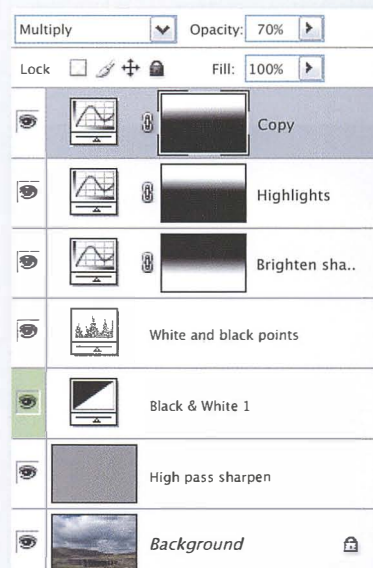 Multiply Opacity: 70%
Lock Fill: 100%
Copy
Highlights
Brighten sha..
White and black points
Black & White 1
High pass sharpen
Background